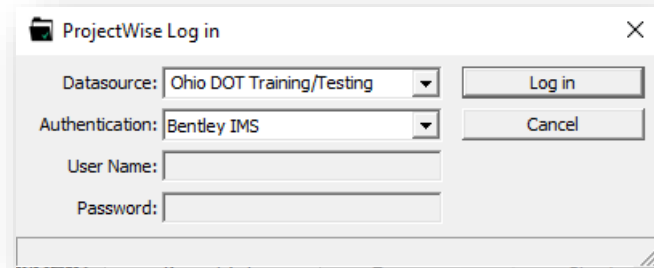 ProjectWise Log in
Datasource: Ohio DOT Training/Testing Log in
Authentication: Bentley IMS Cancel
User Name:
Password: